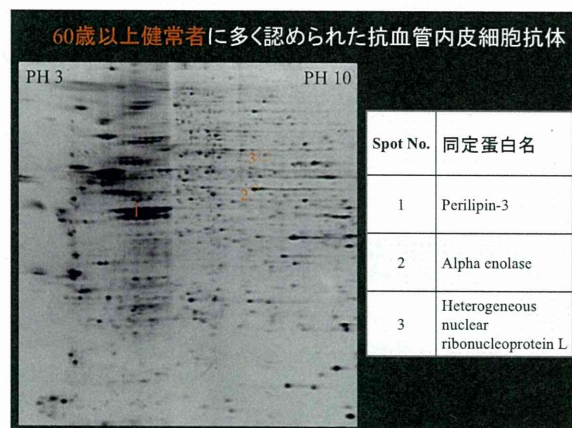 60歳以上健常者に多く認められた抗血管内皮細胞抗体
PH 3
PH 10
3
2
1
Spot No. 同定蛋白名
1 Perilipin-3
2 Alpha enolase
3 Heterogeneous
nuclear
ribonucleoprotein L